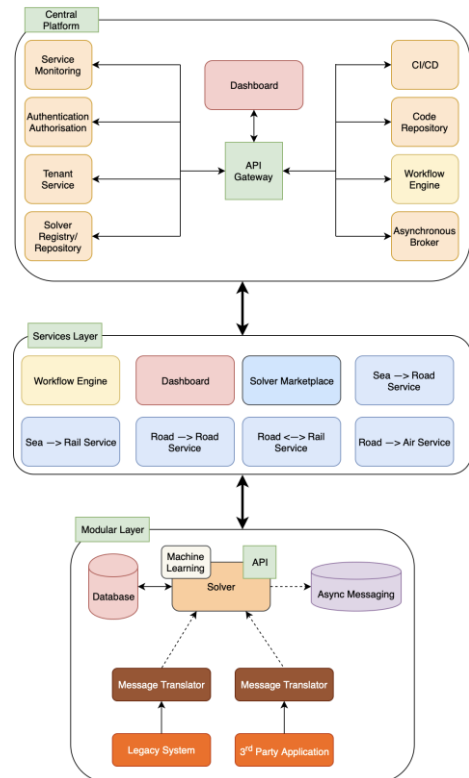 Central
Platform
Service
Monitoring
Dashboard
CI/CD
Authentication
Authorisation
Code
Repository
API
Gateway
Tenant
Service
Workflow
Engine
Solver
Registry/
Repository
Asynchronous
Broker
Services Layer
Workflow Engine
Dashboard
Solver Marketplace
Sea —> Road
Service
Sea —> Rail Service
Road —> Road
Service
Road <—> Rail
Service
Road —> Air Service
Modular Layer
Machine
Learning
API
Database
Solver
Async Messaging
Message Translator
Message Translator
Legacy System
3rd Party Application